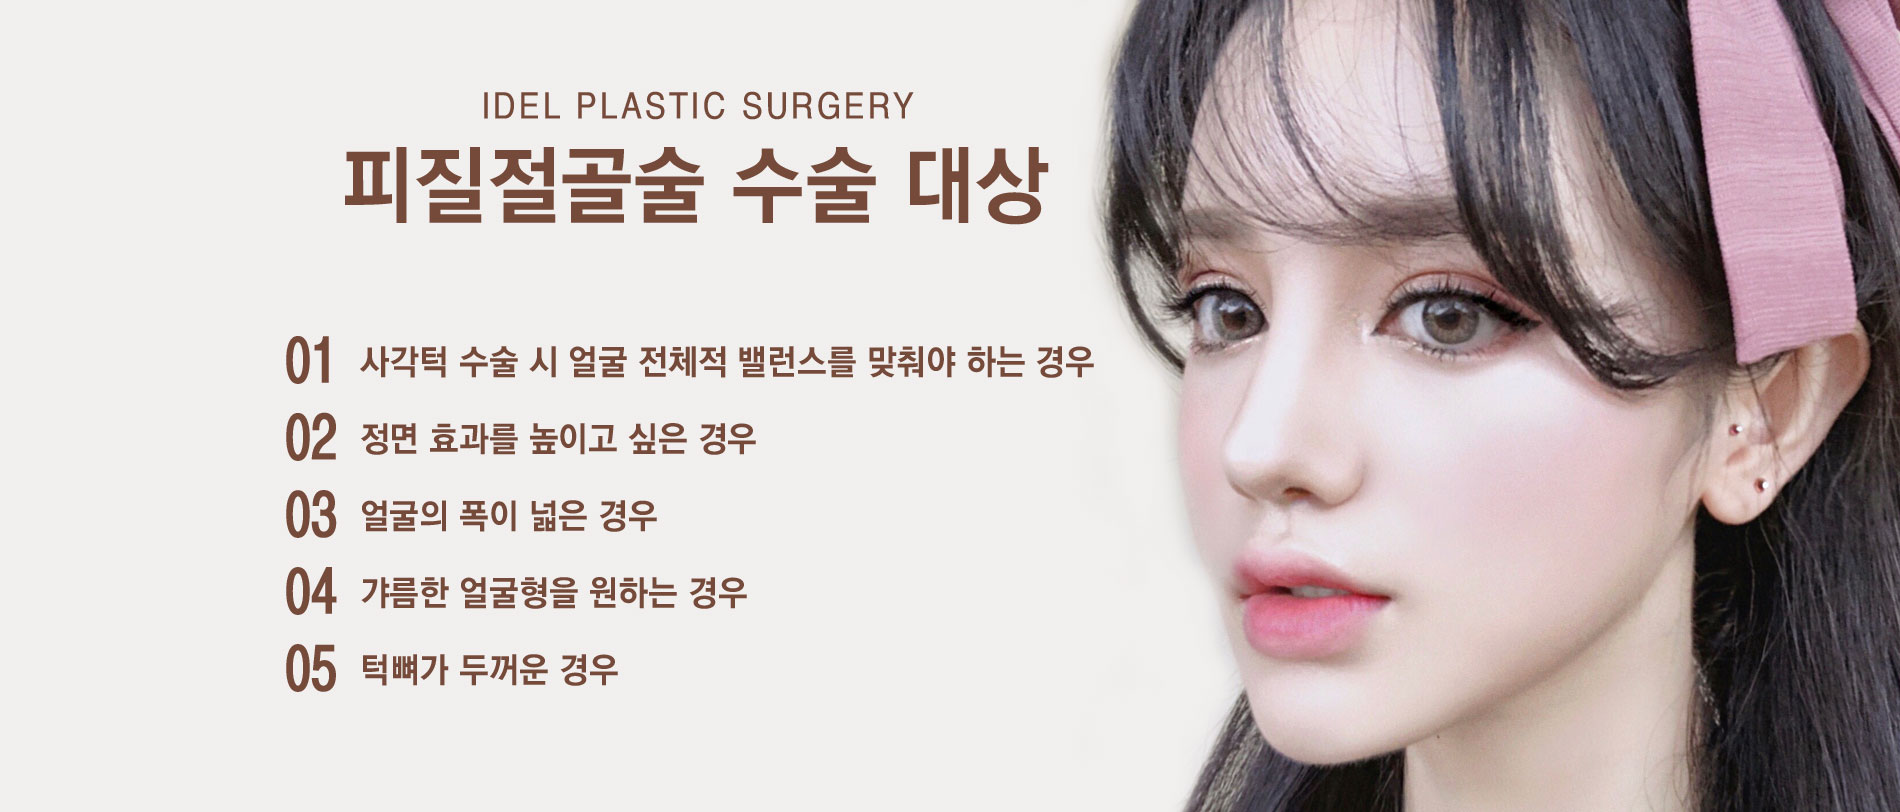 IDEL PLASTIC SURGERY
피질절골술 수술 대상
01 사각턱 수술 시 얼굴 전체적 밸런스를 맞춰야 하는 경우
02 정면 효과를 높이고 싶은 경우
03 얼굴의 폭이 넓은 경우
04 갸름한 얼굴형을 원하는 경우
05 턱뼈가 두꺼운 경우